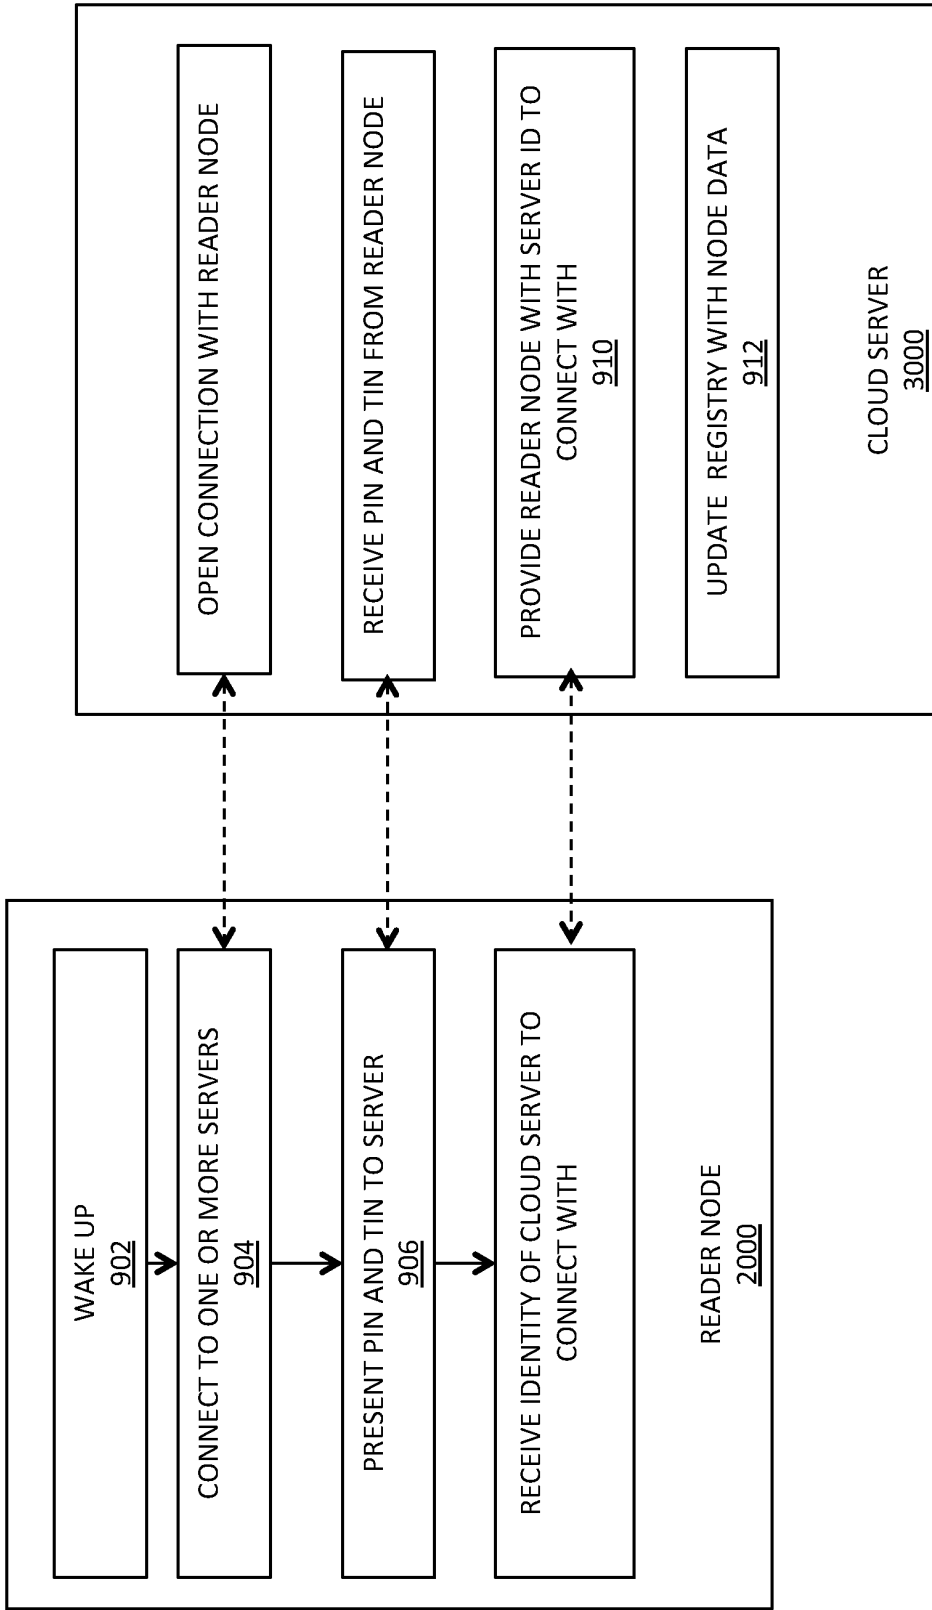 WAKE UP
902
CONNECT TO ONE OR MORE SERVERS
904
PRESENT PIN AND TIN TO SERVER
906
RECEIVE IDENTITY OF CLOUD SERVER TO
CONNECT WITH
READER NODE
2000
OPEN CONNECTION WITH READER NODE
RECEIVE PIN AND TIN FROM READER NODE
PROVIDE READER NODE WITH SERVER ID TO
CONNECT WITH
910
UPDATE REGISTRY WITH NODE DATA
912
CLOUD SERVER
3000